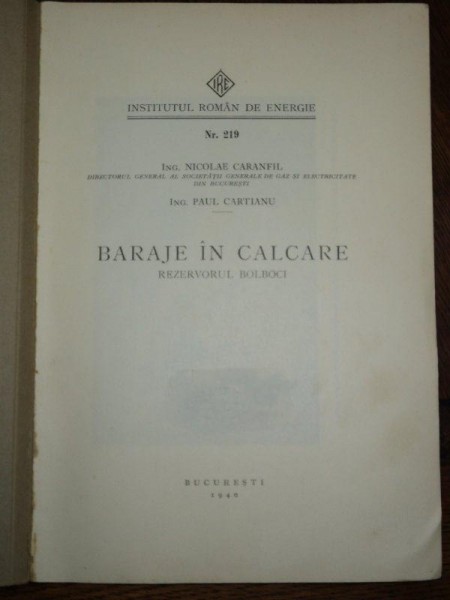 IRE
INSTITUTUL ROMÂN DE ENERGIE
Nr. 219
ING. NICOLAE CARANFIL
DIRECTORUL GENERAL AL SOCIETĂȚII GENERALE DE GAZ ȘI ELECTRICITATE
DIN BUCUREȘTI
ING. PAUL CARTIANU
BARAJE ÎN CALCARE
REZERVORUL BOLBOCI
BUCUREȘTI
1940